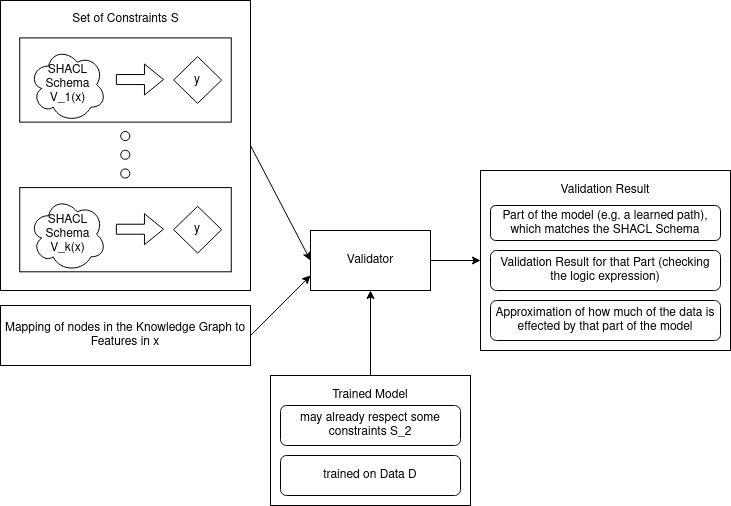 Set of Constraints S
SHACL
Schema
V_1(x)
y
SHACL
Schema
V_k(x)
y
Mapping of nodes in the Knowledge Graph to
Features in x
Validator
Trained Model
may already respect some
constraints S_2
trained on Data D
Validation Result
Part of the model (e.g. a learned path),
which matches the SHACL Schema
Validation Result for that Part (checking
the logic expression)
Approximation of how much of the data is
effected by that part of the model